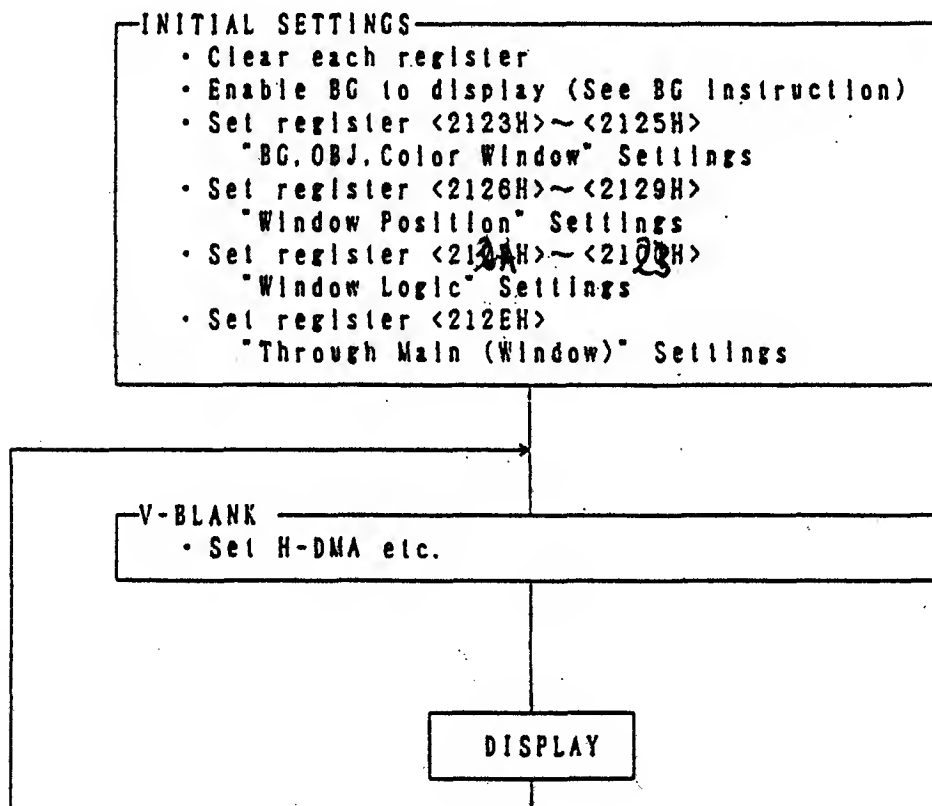 INITIAL SETTINGS
・Clear each register
・Enable BG to display (See BG Instruction)
・Set register <2123H>~<2125H>
"BG.OBJ.Color Window" Settings
・Set register <2126H>~<2129H>
"Window Position" Settings
・Set register
"Window Logic" Settings
・Set register <212EH>
"Through Main (Window)" Settings
V-BLANK
・Set H-DMA etc.
DISPLAY